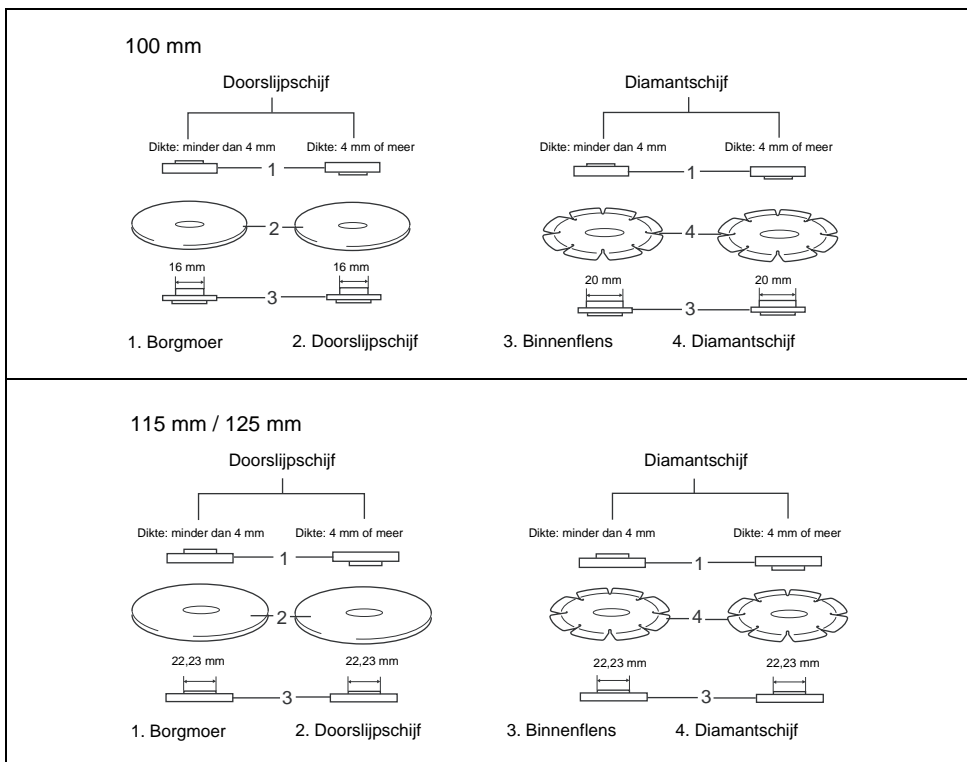 100 mm
Doorslijpschijf Diamantschijf
Dikte: minder dan 4 mm Dikte: 4 mm of meer Dikte: minder dan 4 mm Dikte: 4 mm of meer
1 1
2 4
16 mm 16 mm 20 mm 20 mm
3 3
1. Borgmoer 2. Doorslijpschijf 3. Binnenflens 4. Diamantschijf
115 mm / 125 mm
Doorslijpschijf Diamantschijf
Dikte: minder dan 4 mm Dikte: 4 mm of meer Dikte: minder dan 4 mm Dikte: 4 mm of meer
1 1
2 4
22,23 mm 22,23 mm 22,23 mm 22,23 mm
3 3
1. Borgmoer 2. Doorslijpschijf 3. Binnenflens 4. Diamantschijf